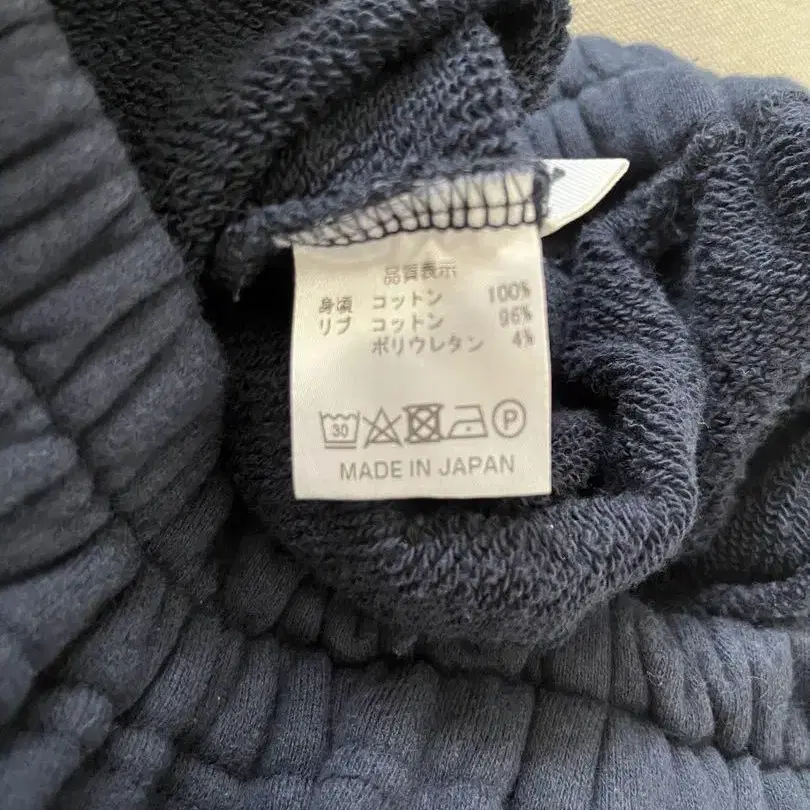 品質表示
身頃 コットン 100%
リブ コットン 96%
ポリウレタン 4%
30 P
MADE IN JAPAN